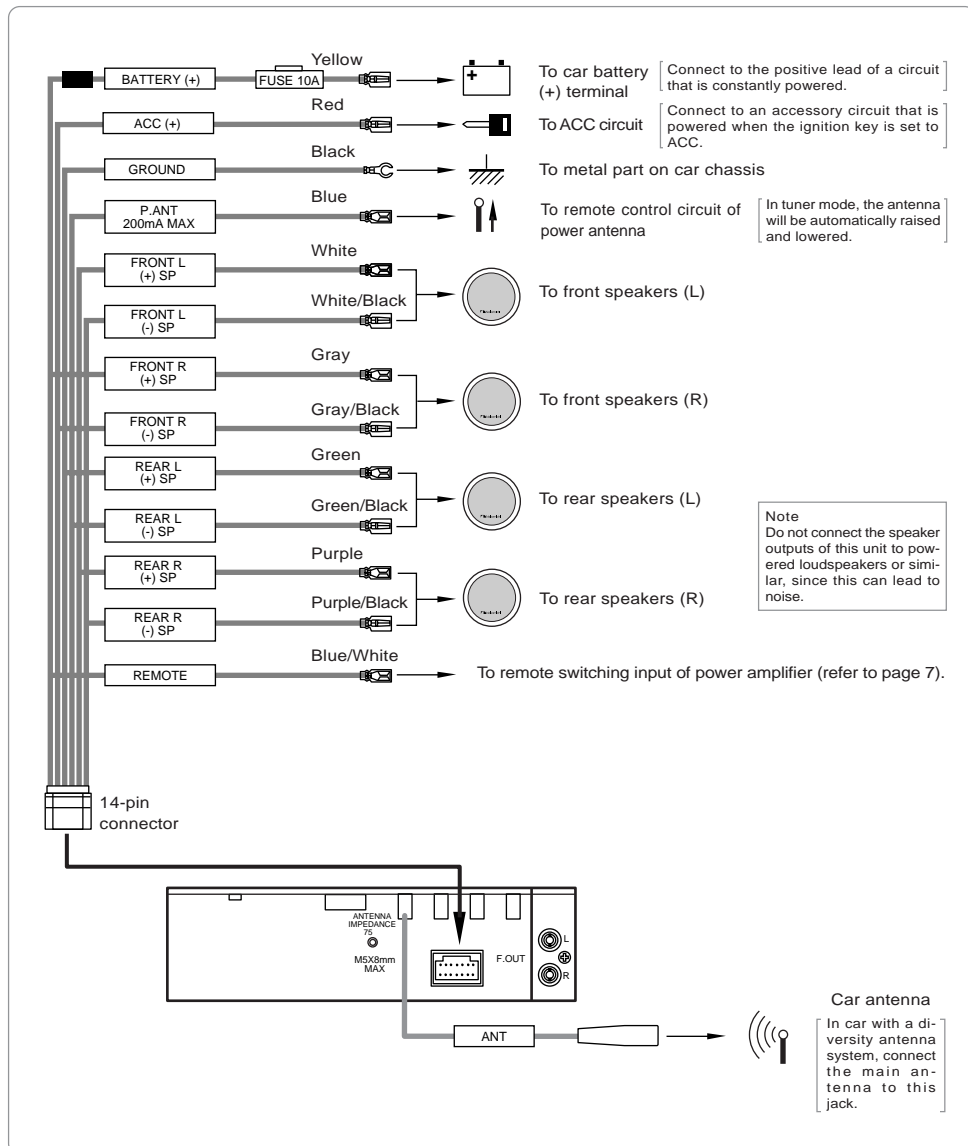 Yellow
BATTERY (+)
FUSE 10A
To car battery
(+) terminal
Connect to the positive lead of a circuit
that is constantly powered.
Red
ACC (+)
To ACC circuit
Connect to an accessory circuit that is
powered when the ignition key is set to
ACC.
Black
GROUND
To metal part on car chassis
Blue
P.ANT
200mA MAX
To remote control circuit of
power antenna
In tuner mode, the antenna
will be automatically raised
and lowered.
White
FRONT L
(+) SP
White/Black
FRONT L
(-) SP
To front speakers (L)
Gray
FRONT R
(+) SP
Gray/Black
FRONT R
(-) SP
To front speakers (R)
Green
REAR L
(+) SP
Green/Black
REAR L
(-) SP
To rear speakers (L)
Note
Do not connect the speaker
outputs of this unit to pow-
ered loudspeakers or simi-
lar, since this can lead to
noise.
Purple
REAR R
(+) SP
Purple/Black
REAR R
(-) SP
To rear speakers (R)
Blue/White
REMOTE
To remote switching input of power amplifier (refer to page 7).
14-pin
connector
ANTENNA
IMPEDANCE
75
M5X8mm
MAX
F.OUT
L
R
ANT
Car antenna
In car with a di-
versity antenna
system, connect
the main an-
tenna to this
jack.